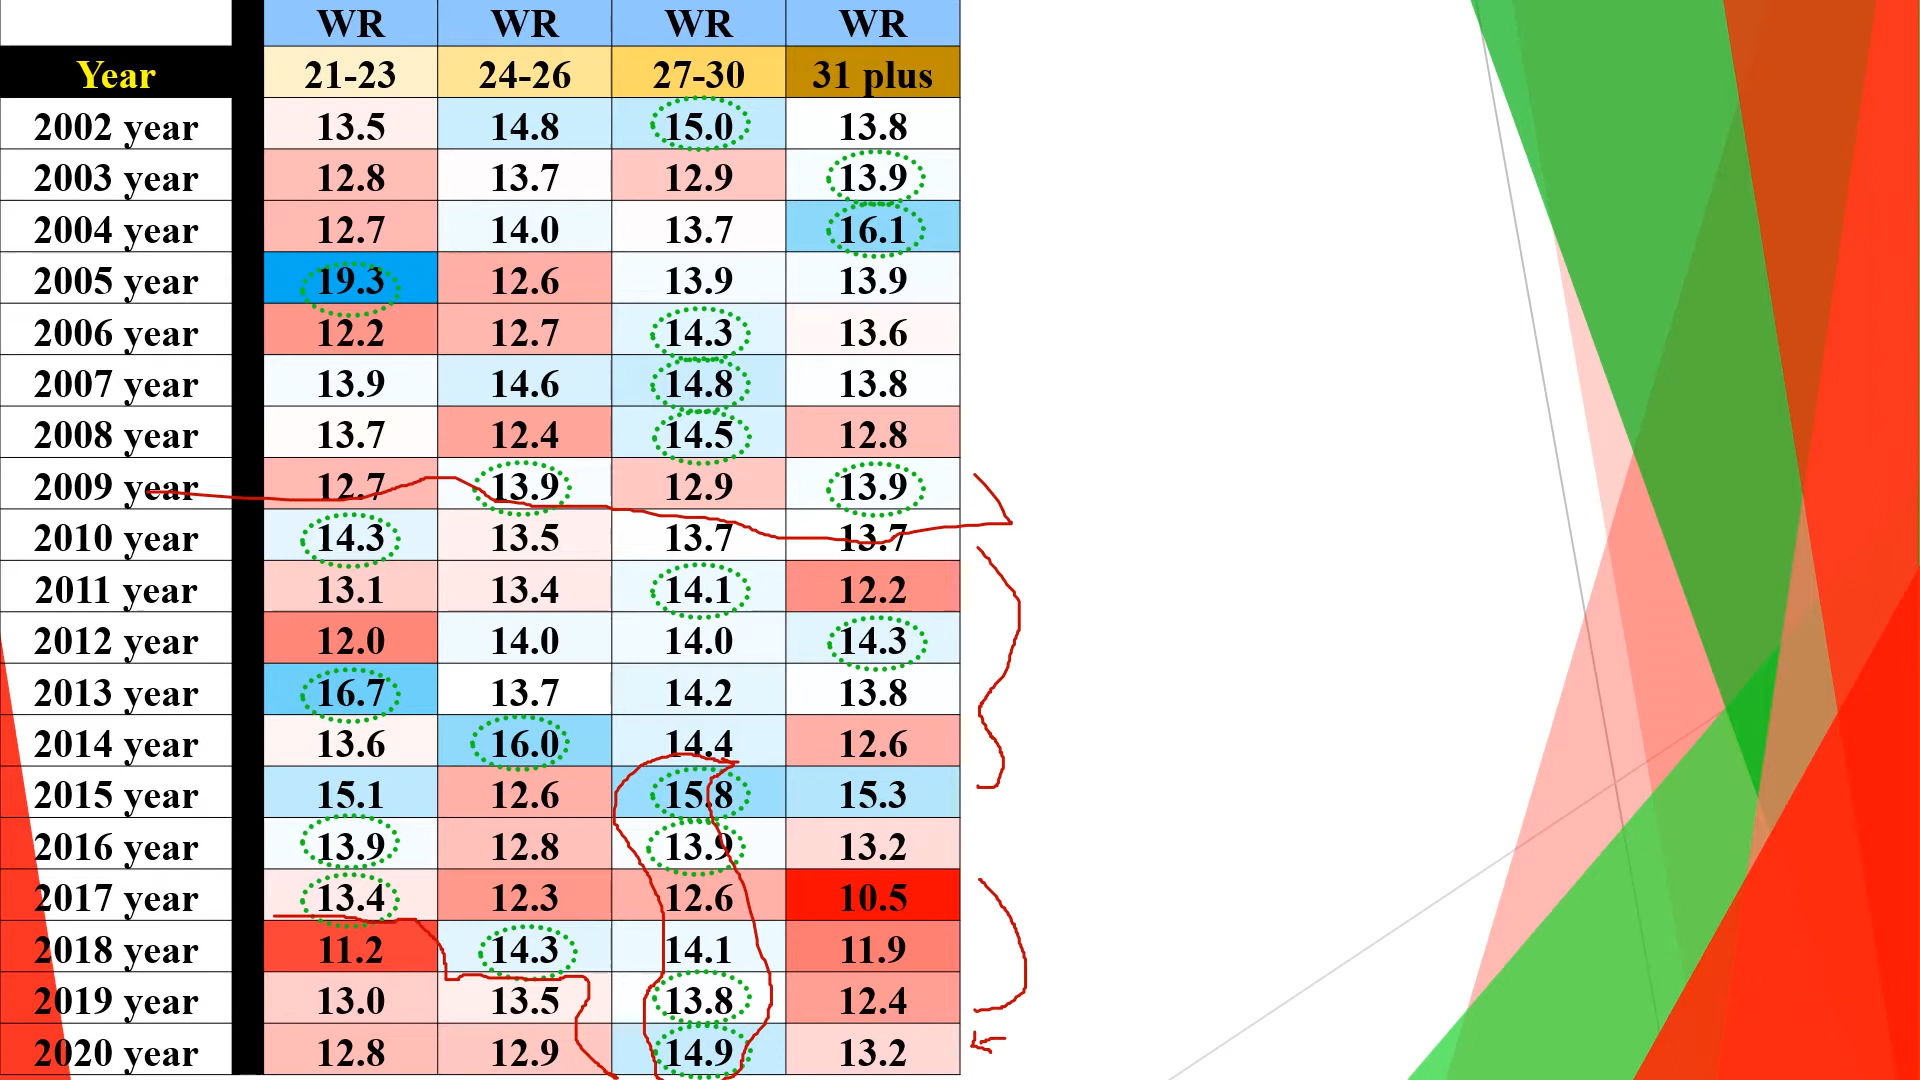 WR WR WR WR
Year 21-23 24-26 27-30 31 plus
2002 year 13.5 14.8 15.0 13.8
2003 year 12.8 13.7 12.9 13.9
2004 year 12.7 14.0 13.7 16.1
2005 year 19.3 12.6 13.9 13.9
2006 year 12.2 12.7 14.3 13.6
2007 year 13.9 14.6 14.8 13.8
2008 year 13.7 12.4 14.5 12.8
2009 year 12.7 13.9 12.9 13.9
2010 year 14.3 13.5 13.7 13.7
2011 year 13.1 13.4 14.1 12.2
2012 year 12.0 14.0 14.0 14.3
2013 year 16.7 13.7 14.2 13.8
2014 year 13.6 16.0 14.4 12.6
2015 year 15.1 12.6 15.8 15.3
2016 year 13.9 12.8 13.9 13.2
2017 year 13.4 12.3 12.6 10.5
2018 year 11.2 14.3 14.1 11.9
2019 year 13.0 13.5 13.8 12.4
2020 year 12.8 12.9 14.9 13.2